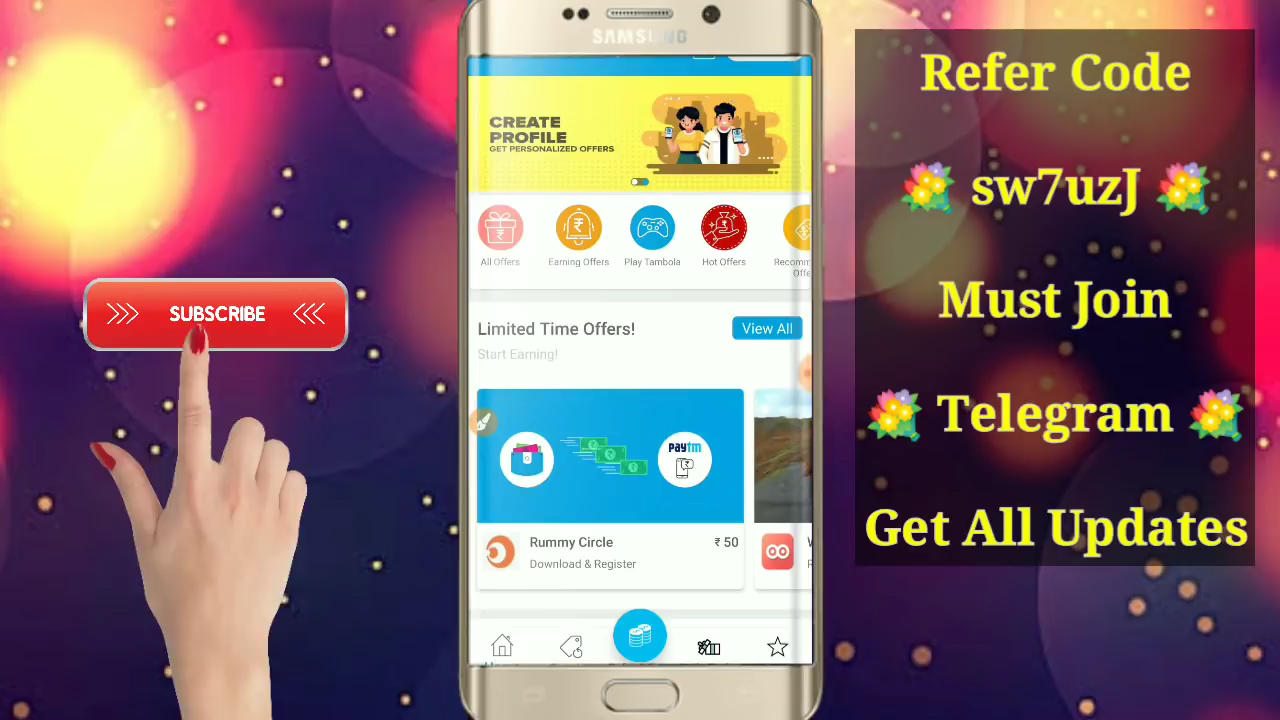 SUBSCRIBE
SAMSUNG
CREATE
PROFILE
GET PERSONALIZED OFFERS
All Offers
Earning Offers
Play Tambola
Hot Offers
Limited Time Offers!
View All
Start Earning!
paytm
Rummy Circle
₹ 50
Download & Register
Refer Code
sw7uzJ
Must Join
Telegram
Get All Updates